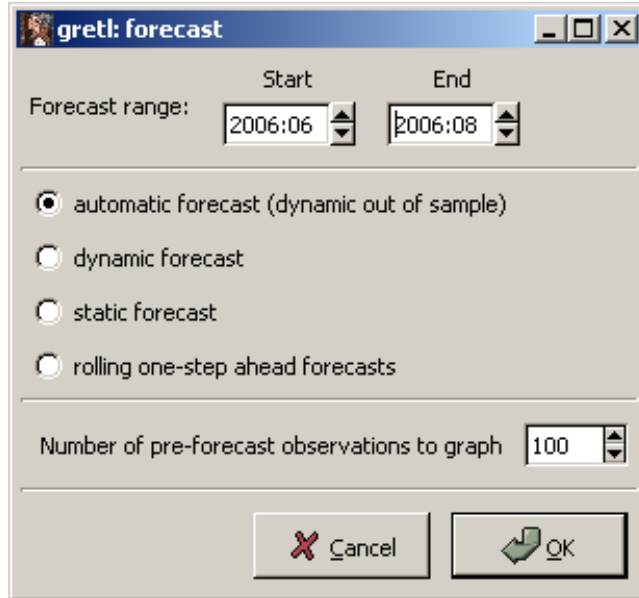 gretl: forecast
Start End
Forecast range: 2006:06 2006:08
automatic forecast (dynamic out of sample)
dynamic forecast
static forecast
rolling one-step ahead forecasts
Number of pre-forecast observations to graph 100
Cancel OK